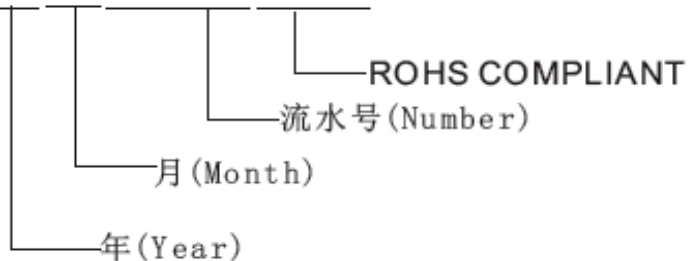 ROHS COMPLIANT
流水号(Number)
月(Month)
年(Year)